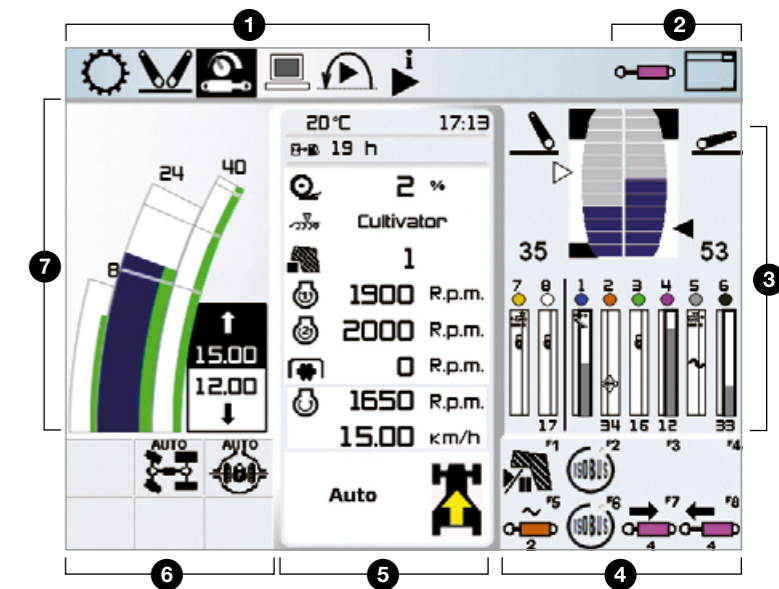 1
2
i
20°C 17:13
19 h
2 %
Cultivator
1
1 1900 R.p.m.
2 2000 R.p.m.
0 R.p.m.
1650 R.p.m.
15.00 km/h
Auto
7
24
40
8
15.00
12.00
AUTO AUTO
6
5
35 53
3
7 8 1 2 3 4 5 6
17 34 16 12 33
F1 F2 F3 F4
ISOBUS
F5 F6 F7 F8
ISOBUS
2 4 4
4